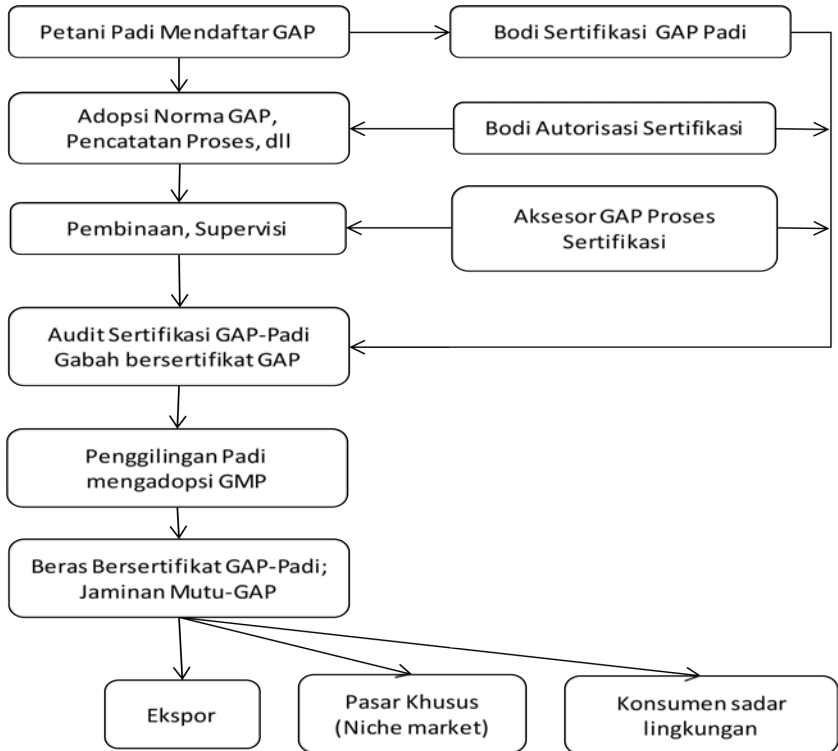 Petani Padi Mendaftar GAP
Bodi Sertifikasi GAP Padi
Adopsi Norma GAP,
Pencatatan Proses, dll
Bodi Autorisasi Sertifikasi
Pembinaan, Supervisi
Aksesor GAP Proses
Sertifikasi
Audit Sertifikasi GAP-Padi
Gabah bersertifikat GAP
Penggilingan Padi
mengadopsi GMP
Beras Bersertifikat GAP-Padi;
Jaminan Mutu-GAP
Ekspor
Pasar Khusus
(Niche market)
Konsumen sadar
lingkungan